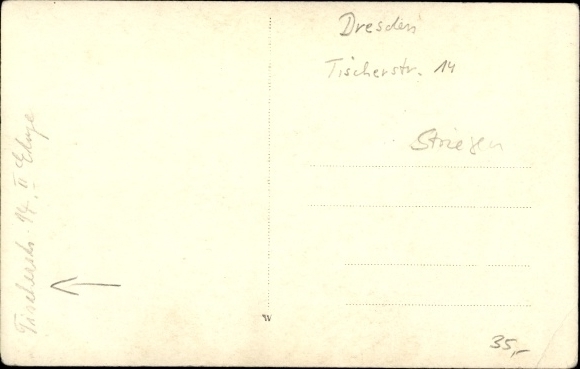 Dresden
Tischerstr. 14
Striesen
Tischerstr. 14. II Etage
35,-